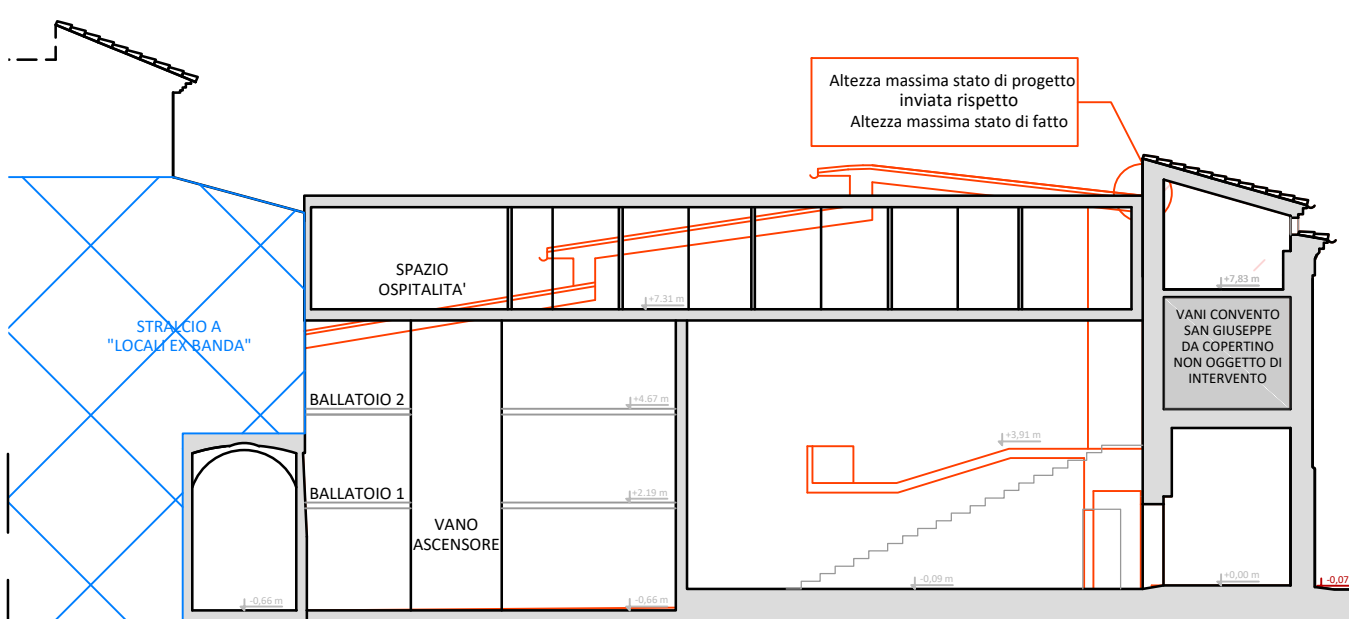 Altezza massima stato di progetto
inviata rispetto
Altezza massima stato di fatto
SPAZIO
OSPITALITA'
+7.31 m
+7,83 m
STRALCIO A
"LOCALI EX BANDA"
VANI CONVENTO
SAN GIUSEPPE
DA COPERTINO
NON OGGETTO DI
INTERVENTO
BALLATOIO 2
+4.67 m
+3,91 m
BALLATOIO 1
+2.19 m
VANO
ASCENSORE
-0,66 m
-0,66 m
-0,09 m
+0,00 m
-0,07